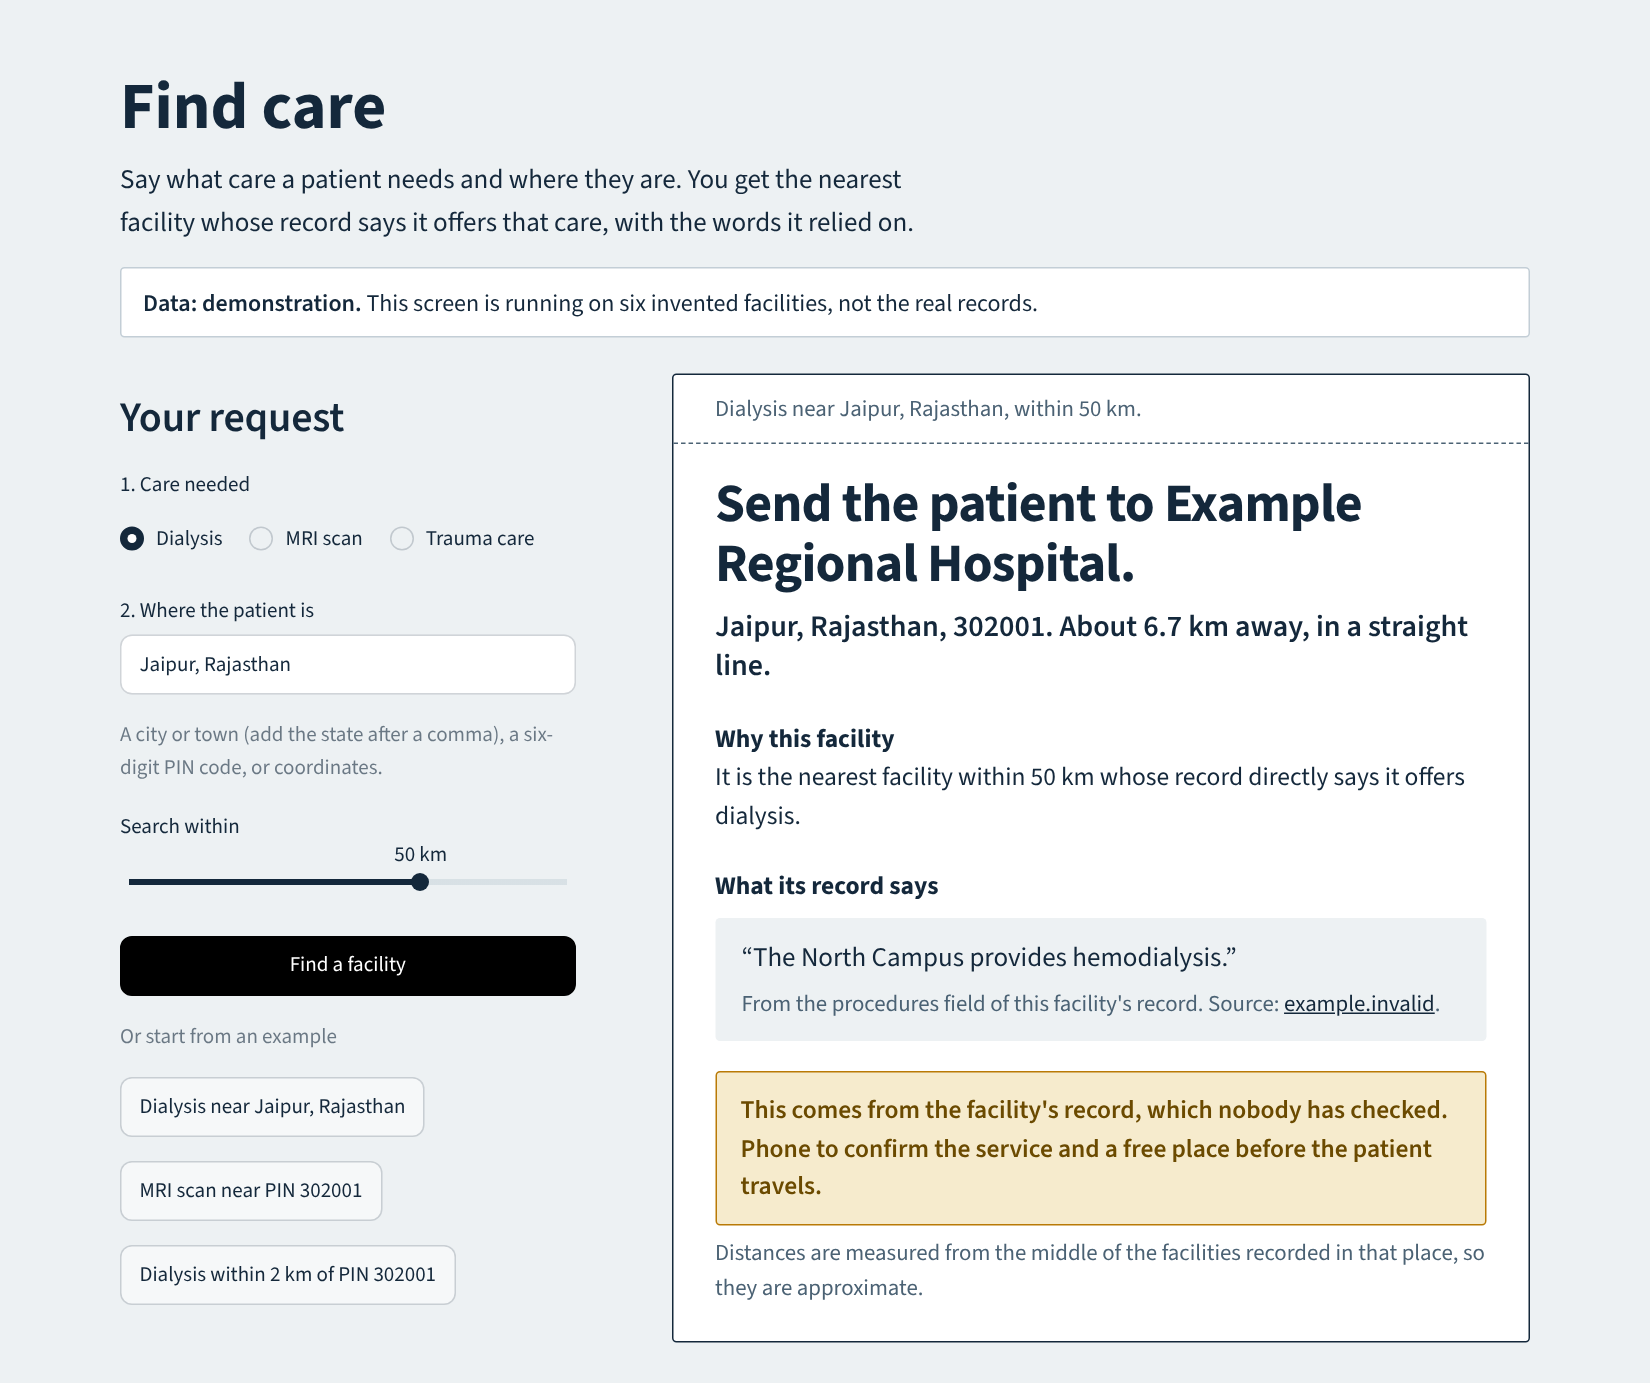 Find care
Say what care a patient needs and where they are. You get the nearest
facility whose record says it offers that care, with the words it relied on.
Data: demonstration. This screen is running on six invented facilities, not the real records.
Your request
1. Care needed
Dialysis
MRI scan
Trauma care
2. Where the patient is
Jaipur, Rajasthan
A city or town (add the state after a comma), a six-
digit PIN code, or coordinates.
Search within
50 km
Find a facility
Or start from an example
Dialysis near Jaipur, Rajasthan
MRI scan near PIN 302001
Dialysis within 2 km of PIN 302001
Dialysis near Jaipur, Rajasthan, within 50 km.
Send the patient to Example
Regional Hospital.
Jaipur, Rajasthan, 302001. About 6.7 km away, in a straight
line.
Why this facility
It is the nearest facility within 50 km whose record directly says it offers
dialysis.
What its record says
“The North Campus provides hemodialysis.”
From the procedures field of this facility's record. Source: example.invalid.
This comes from the facility's record, which nobody has checked.
Phone to confirm the service and a free place before the patient
travels.
Distances are measured from the middle of the facilities recorded in that place, so
they are approximate.